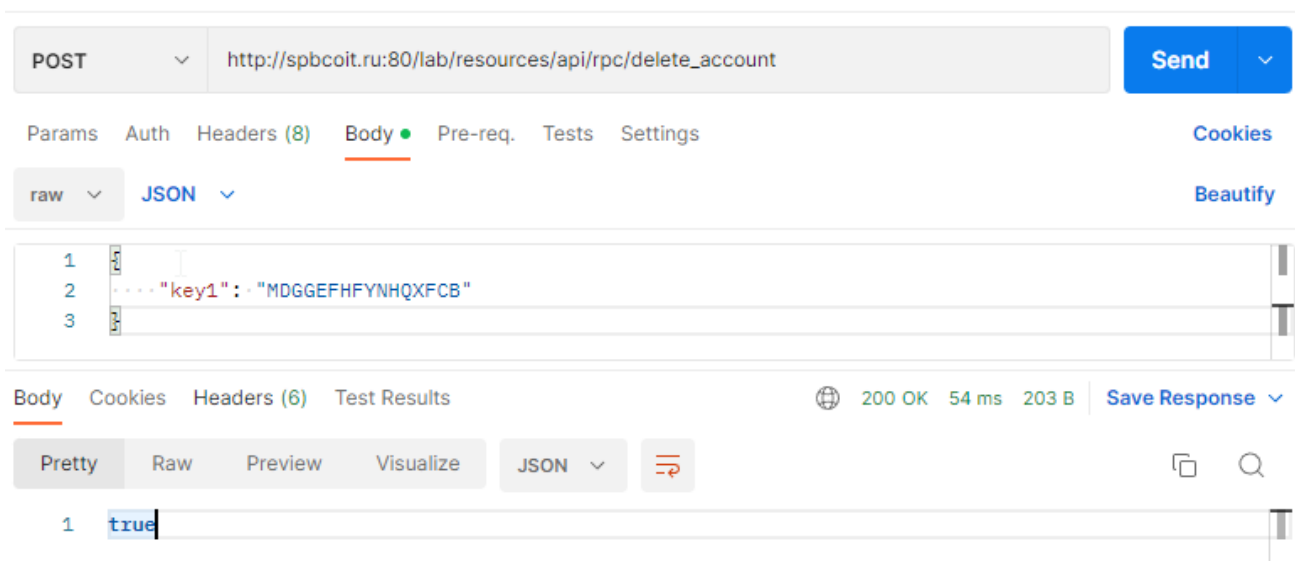 POST http://spbcoit.ru:80/lab/resources/api/rpc/delete_account Send
Params Auth Headers (8) Body Pre-req. Tests Settings Cookies
raw JSON Beautify
1 {
2 ····"key1":·"MDGGEFHFYNHQXFCB"
3 }
Body Cookies Headers (6) Test Results 200 OK 54 ms 203 B Save Response
Pretty Raw Preview Visualize JSON
1 true